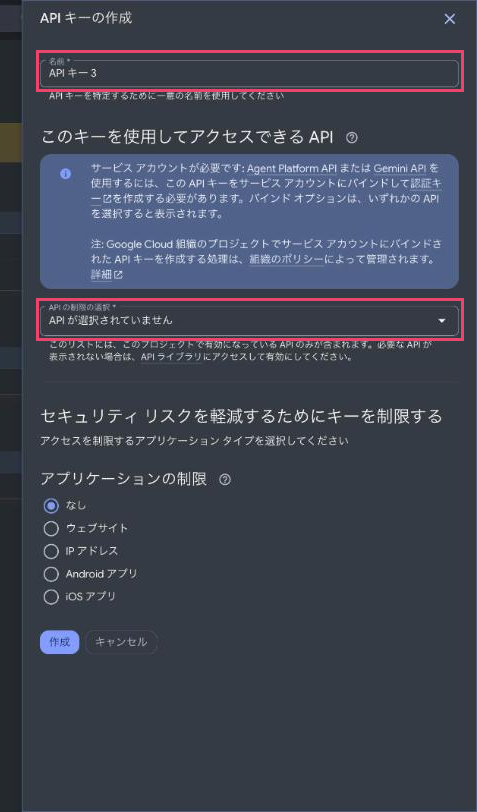 API キーの作成
名前 *
API キー 3
API キーを特定するために一意の名前を使用してください
このキーを使用してアクセスできる API
サービス アカウントが必要です: Agent Platform API または Gemini API を
使用するには、この API キーをサービス アカウントにバインドして認証キ
ーを作成する必要があります。バインド オプションは、いずれかの API
を選択すると表示されます。
注: Google Cloud 組織のプロジェクトでサービス アカウントにバインドさ
れた API キーを作成する処理は、組織のポリシーによって管理されます。
詳細
API の制限の選択 *
API が選択されていません
このリストには、このプロジェクトで有効になっている API のみが含まれます。必要な API が
表示されない場合は、API ライブラリにアクセスして有効にしてください。
セキュリティ リスクを軽減するためにキーを制限する
アクセスを制限するアプリケーション タイプを選択してください
アプリケーションの制限
なし
ウェブサイト
IP アドレス
Android アプリ
iOS アプリ
作成 キャンセル